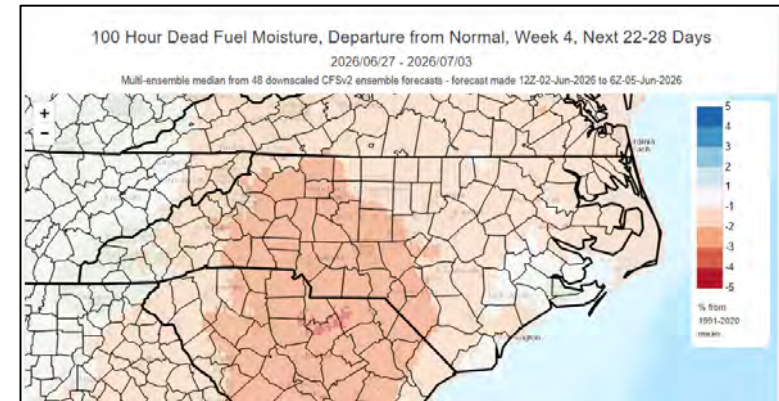 100 Hour Dead Fuel Moisture, Departure from Normal, Week 4, Next 22-28 Days
2026/06/27 - 2026/07/03
Multi-ensemble median from 48 downscaled CFSv2 ensemble forecasts - forecast made 12Z-02-Jun-2026 to 6Z-05-Jun-2026
+
−
5
4
3
2
1
-1
-2
-3
-4
-5
% from
1991-2020
mean